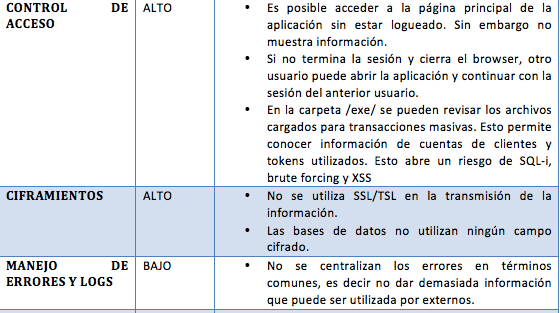 CONTROL DE ACCESO
ALTO
• Es posible acceder a la página principal de la
aplicación sin estar logueado. Sin embargo no
muestra información.
• Si no termina la sesión y cierra el browser, otro
usuario puede abrir la aplicación y continuar con la
sesión del anterior usuario.
• En la carpeta /exe/ se pueden revisar los archivos
cargados para transacciones masivas. Esto permite
conocer información de cuentas de clientes y
tokens utilizados. Esto abre un riesgo de SQL-i,
brute forcing y XSS
CIFRAMIENTOS
ALTO
• No se utiliza SSL/TSL en la transmisión de la
información.
• Las bases de datos no utilizan ningún campo
cifrado.
MANEJO DE
ERRORES Y LOGS
BAJO
• No se centralizan los errores en términos
comunes, es decir no dar demasiada información
que puede ser utilizada por externos.